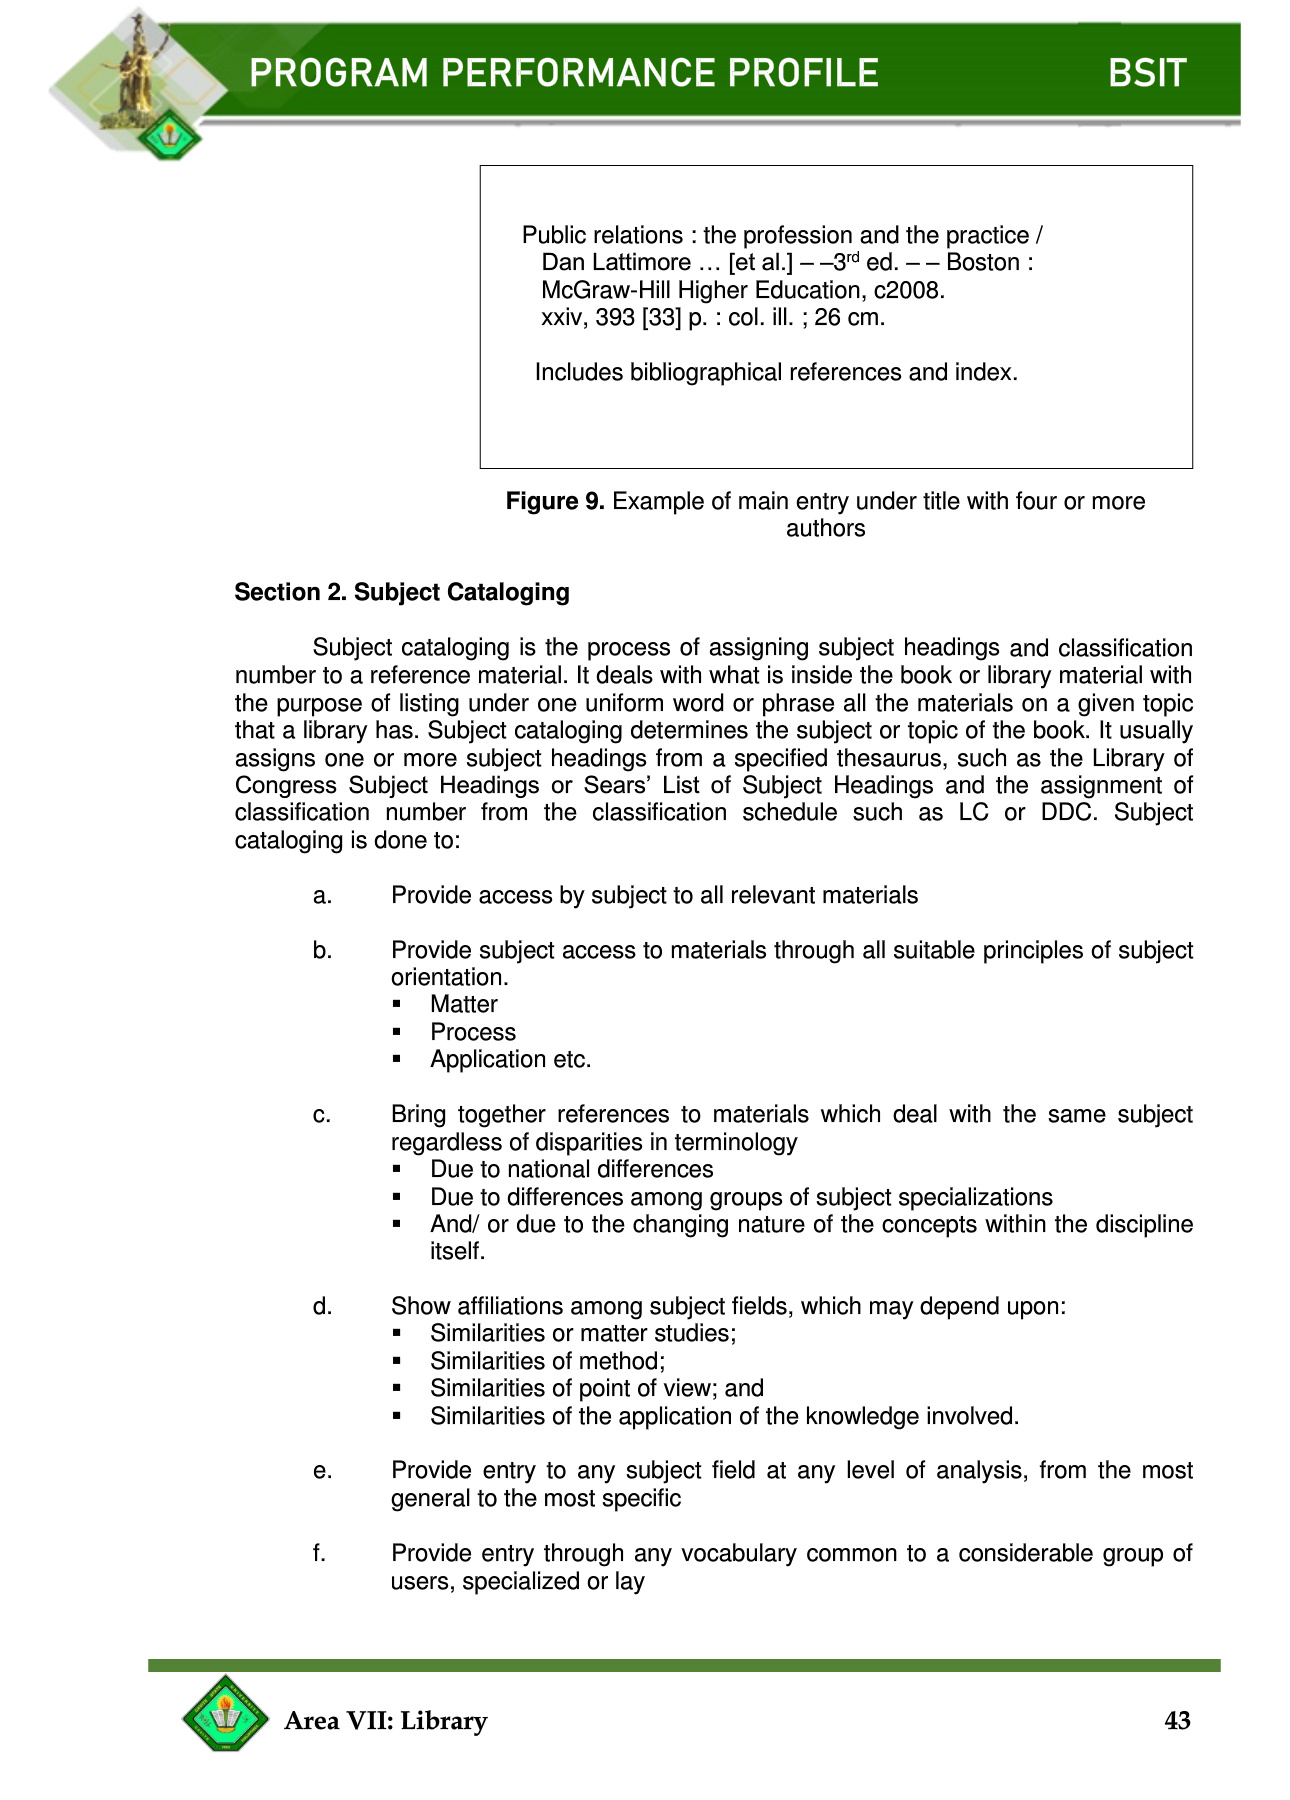 PROGRAM PERFORMANCE PROFILE BSIT
Public relations : the profession and the practice /
Dan Lattimore … [et al.] – –3rd ed. – – Boston :
McGraw-Hill Higher Education, c2008.
xxiv, 393 [33] p. : col. ill. ; 26 cm.
Includes bibliographical references and index.
Figure 9. Example of main entry under title with four or more
authors
Section 2. Subject Cataloging
Subject cataloging is the process of assigning subject headings and classification
number to a reference material. It deals with what is inside the book or library material with
the purpose of listing under one uniform word or phrase all the materials on a given topic
that a library has. Subject cataloging determines the subject or topic of the book. It usually
assigns one or more subject headings from a specified thesaurus, such as the Library of
Congress Subject Headings or Sears’ List of Subject Headings and the assignment of
classification number from the classification schedule such as LC or DDC. Subject
cataloging is done to:
a. Provide access by subject to all relevant materials
b. Provide subject access to materials through all suitable principles of subject
orientation.
▪ Matter
▪ Process
▪ Application etc.
c. Bring together references to materials which deal with the same subject
regardless of disparities in terminology
▪ Due to national differences
▪ Due to differences among groups of subject specializations
▪ And/ or due to the changing nature of the concepts within the discipline
itself.
d. Show affiliations among subject fields, which may depend upon:
▪ Similarities or matter studies;
▪ Similarities of method;
▪ Similarities of point of view; and
▪ Similarities of the application of the knowledge involved.
e. Provide entry to any subject field at any level of analysis, from the most
general to the most specific
f. Provide entry through any vocabulary common to a considerable group of
users, specialized or lay
Area VII: Library 43